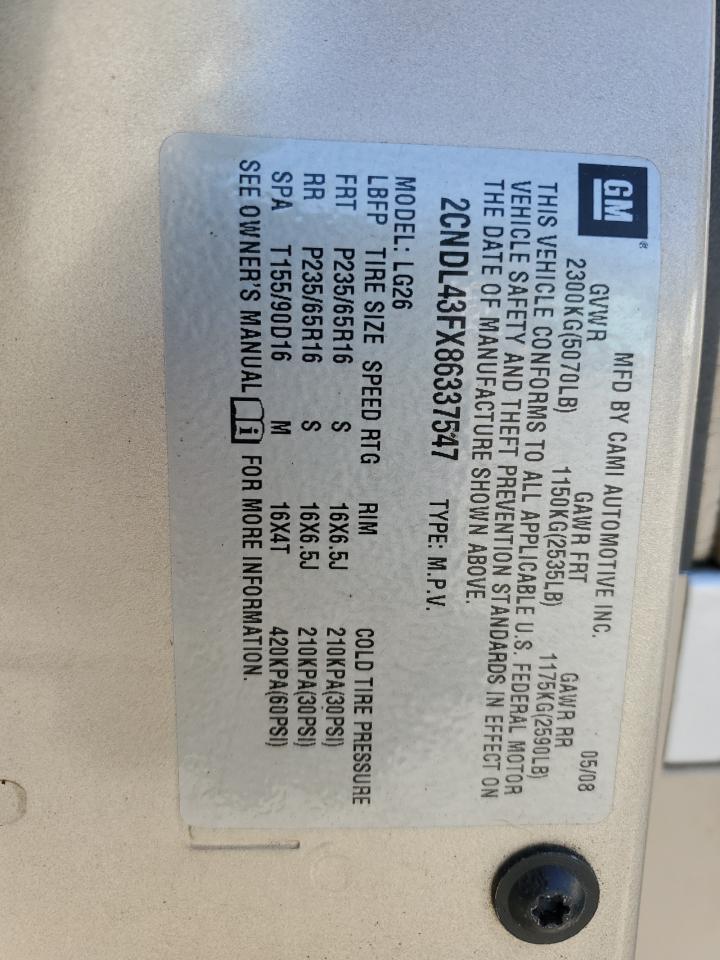 GM®
MFD BY CAMI AUTOMOTIVE INC. 05/08
GVWR GAWR FRT GAWR RR
2300KG(5070LB) 1150KG(2535LB) 1175KG(2590LB)
THIS VEHICLE CONFORMS TO ALL APPLICABLE U.S. FEDERAL MOTOR
VEHICLE SAFETY AND THEFT PREVENTION STANDARDS IN EFFECT ON
THE DATE OF MANUFACTURE SHOWN ABOVE.
2CNDL43FX86337547 TYPE: M.P.V.
MODEL: LG26
LBFP TIRE SIZE SPEED RTG RIM COLD TIRE PRESSURE
FRT P235/65R16 S 16X6.5J 210KPA(30PSI)
RR P235/65R16 S 16X6.5J 210KPA(30PSI)
SPA T155/90D16 M 16X4T 420KPA(60PSI)
SEE OWNER'S MANUAL i FOR MORE INFORMATION.